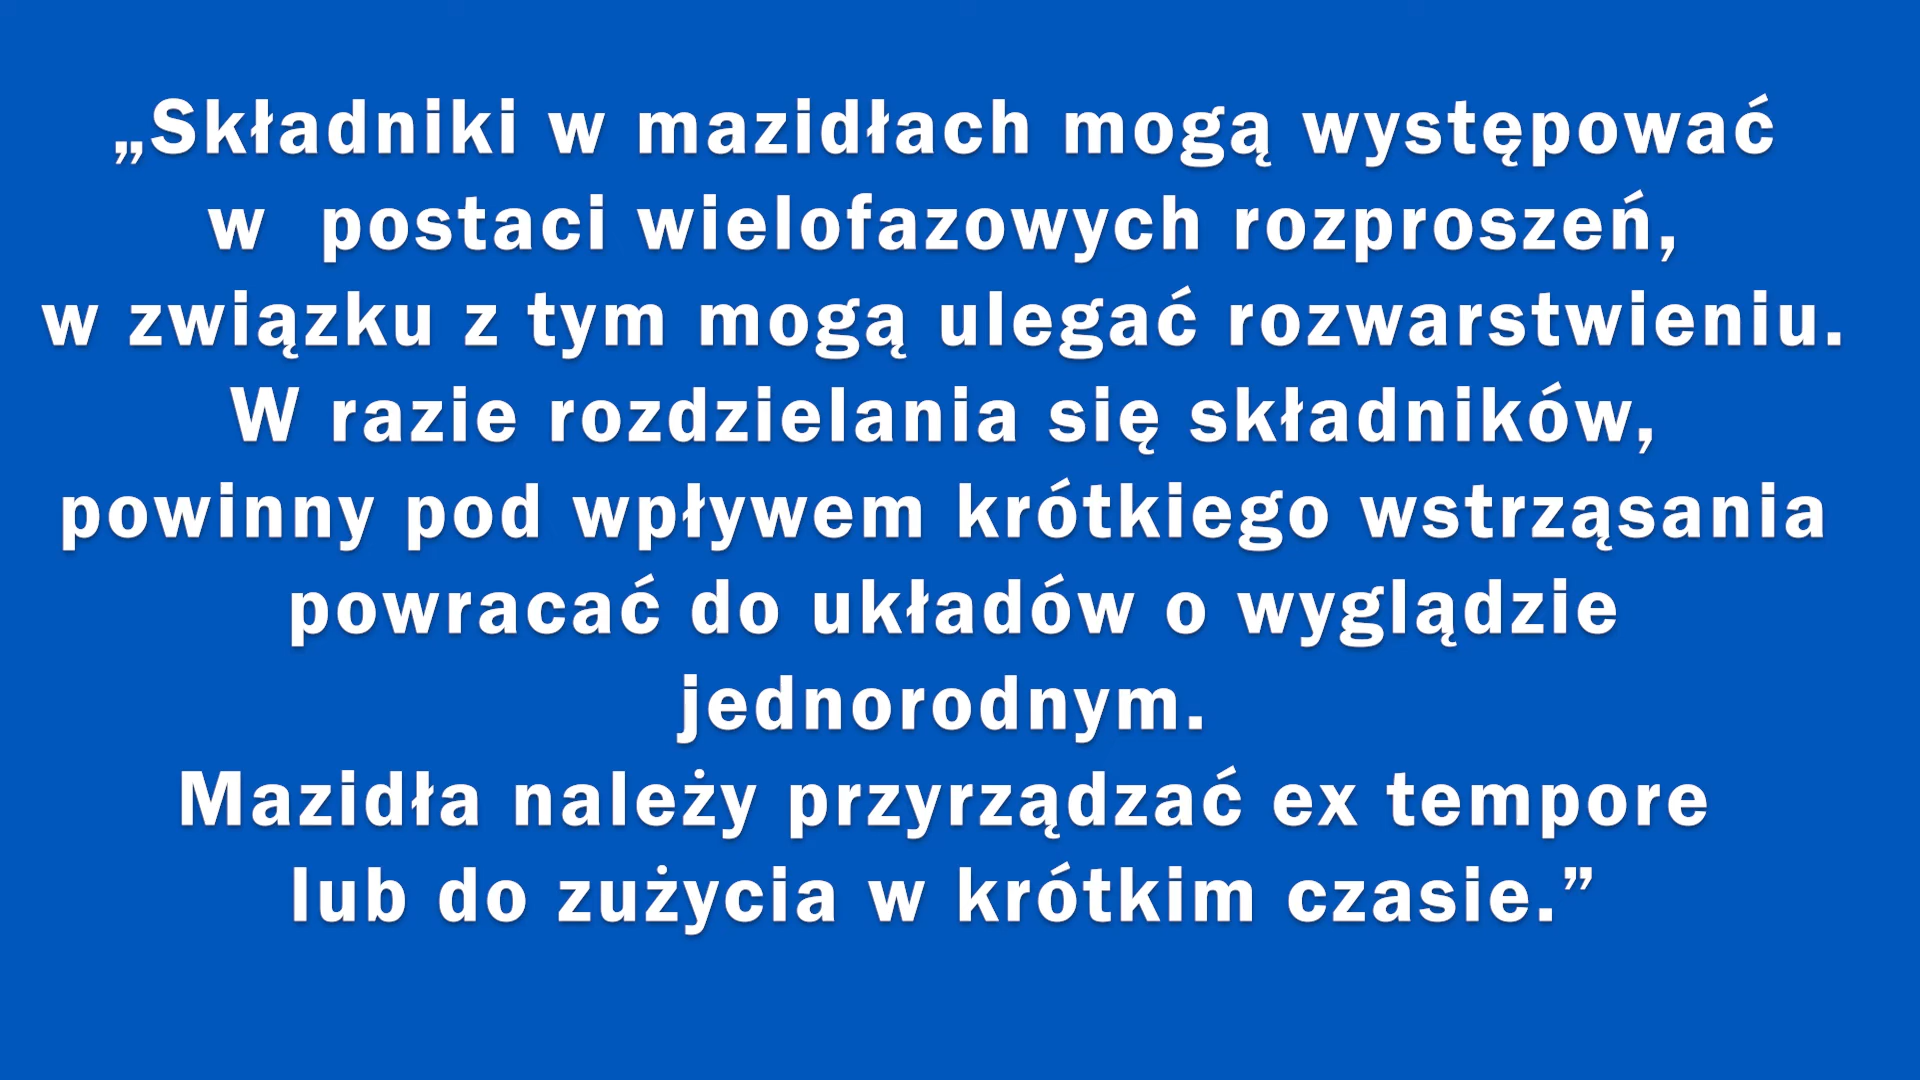 „Składniki w mazidłach mogą występować
w postaci wielofazowych rozproszeń,
w związku z tym mogą ulegać rozwarstwieniu.
W razie rozdzielania się składników,
powinny pod wpływem krótkiego wstrząsania
powracać do układów o wyglądzie
jednorodnym.
Mazidła należy przyrządzać ex tempore
lub do zużycia w krótkim czasie.”